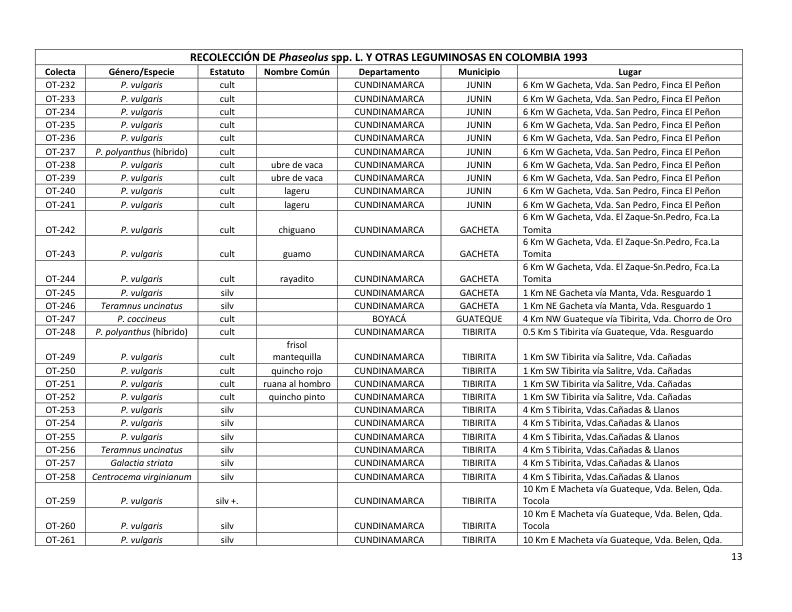 RECOLECCIÓN DE Phaseolus spp. L. Y OTRAS LEGUMINOSAS EN COLOMBIA 1993
Colecta Género/Especie Estatuto Nombre Común Departamento Municipio Lugar
OT-232 P. vulgaris cult CUNDINAMARCA JUNIN 6 Km W Gacheta, Vda. San Pedro, Finca El Peñon
OT-233 P. vulgaris cult CUNDINAMARCA JUNIN 6 Km W Gacheta, Vda. San Pedro, Finca El Peñon
OT-234 P. vulgaris cult CUNDINAMARCA JUNIN 6 Km W Gacheta, Vda. San Pedro, Finca El Peñon
OT-235 P. vulgaris cult CUNDINAMARCA JUNIN 6 Km W Gacheta, Vda. San Pedro, Finca El Peñon
OT-236 P. vulgaris cult CUNDINAMARCA JUNIN 6 Km W Gacheta, Vda. San Pedro, Finca El Peñon
OT-237 P. polyanthus (híbrido) cult CUNDINAMARCA JUNIN 6 Km W Gacheta, Vda. San Pedro, Finca El Peñon
OT-238 P. vulgaris cult ubre de vaca CUNDINAMARCA JUNIN 6 Km W Gacheta, Vda. San Pedro, Finca El Peñon
OT-239 P. vulgaris cult ubre de vaca CUNDINAMARCA JUNIN 6 Km W Gacheta, Vda. San Pedro, Finca El Peñon
OT-240 P. vulgaris cult lageru CUNDINAMARCA JUNIN 6 Km W Gacheta, Vda. San Pedro, Finca El Peñon
OT-241 P. vulgaris cult lageru CUNDINAMARCA JUNIN 6 Km W Gacheta, Vda. San Pedro, Finca El Peñon
6 Km W Gacheta, Vda. El Zaque-Sn.Pedro, Fca.La
OT-242 P. vulgaris cult chiguano CUNDINAMARCA GACHETA Tomita
6 Km W Gacheta, Vda. El Zaque-Sn.Pedro, Fca.La
OT-243 P. vulgaris cult guamo CUNDINAMARCA GACHETA Tomita
6 Km W Gacheta, Vda. El Zaque-Sn.Pedro, Fca.La
OT-244 P. vulgaris cult rayadito CUNDINAMARCA GACHETA Tomita
OT-245 P. vulgaris silv CUNDINAMARCA GACHETA 1 Km NE Gacheta vía Manta, Vda. Resguardo 1
OT-246 Teramnus uncinatus silv CUNDINAMARCA GACHETA 1 Km NE Gacheta vía Manta, Vda. Resguardo 1
OT-247 P. coccineus cult BOYACÁ GUATEQUE 4 Km NW Guateque vía Tibirita, Vda. Chorro de Oro
OT-248 P. polyanthus (híbrido) cult CUNDINAMARCA TIBIRITA 0.5 Km S Tibirita vía Guateque, Vda. Resguardo
frisol
OT-249 P. vulgaris cult mantequilla CUNDINAMARCA TIBIRITA 1 Km SW Tibirita vía Salitre, Vda. Cañadas
OT-250 P. vulgaris cult quincho rojo CUNDINAMARCA TIBIRITA 1 Km SW Tibirita vía Salitre, Vda. Cañadas
OT-251 P. vulgaris cult ruana al hombro CUNDINAMARCA TIBIRITA 1 Km SW Tibirita vía Salitre, Vda. Cañadas
OT-252 P. vulgaris cult quincho pinto CUNDINAMARCA TIBIRITA 1 Km SW Tibirita vía Salitre, Vda. Cañadas
OT-253 P. vulgaris silv CUNDINAMARCA TIBIRITA 4 Km S Tibirita, Vdas.Cañadas & Llanos
OT-254 P. vulgaris silv CUNDINAMARCA TIBIRITA 4 Km S Tibirita, Vdas.Cañadas & Llanos
OT-255 P. vulgaris silv CUNDINAMARCA TIBIRITA 4 Km S Tibirita, Vdas.Cañadas & Llanos
OT-256 Teramnus uncinatus silv CUNDINAMARCA TIBIRITA 4 Km S Tibirita, Vdas.Cañadas & Llanos
OT-257 Galactia striata silv CUNDINAMARCA TIBIRITA 4 Km S Tibirita, Vdas.Cañadas & Llanos
OT-258 Centrocema virginianum silv CUNDINAMARCA TIBIRITA 4 Km S Tibirita, Vdas.Cañadas & Llanos
10 Km E Macheta vía Guateque, Vda. Belen, Qda.
OT-259 P. vulgaris silv +. CUNDINAMARCA TIBIRITA Tocola
10 Km E Macheta vía Guateque, Vda. Belen, Qda.
OT-260 P. vulgaris silv CUNDINAMARCA TIBIRITA Tocola
OT-261 P. vulgaris silv CUNDINAMARCA TIBIRITA 10 Km E Macheta vía Guateque, Vda. Belen, Qda.
13